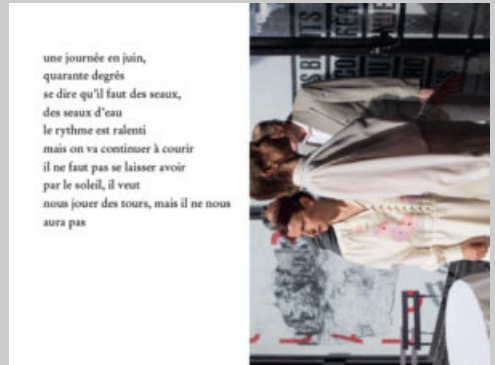 une journée en juin,
quarante degrés
se dire qu'il faut des seaux,
des seaux d'eau
le rythme est ralenti
mais on va continuer à courir
il ne faut pas se laisser avoir
par le soleil, il veut
nous jouer des tours, mais il ne nous
aura pas